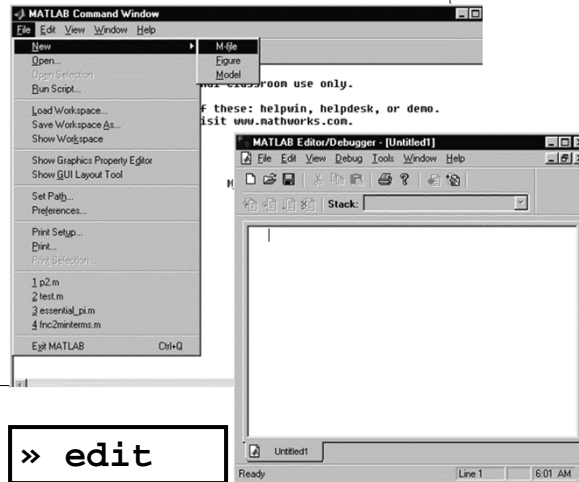 MATLAB Command Window
File Edit View Window Help
New
Open...
Open Selection
Run Script...
Load Workspace...
Save Workspace As...
Show Workspace
Show Graphics Property Editor
Show GUI Layout Tool
Set Path...
Preferences...
Print Setup...
Print...
Print Selection...
1 p2.m
2 test.m
3 essential_pi.m
4 fnc2minterms.m
Exit MATLAB Ctrl+Q
M-file
Figure
Model
room use only.
f these: helpwin, helpdesk, or demo.
isit www.mathworks.com.
MATLAB Editor/Debugger - [Untitled1]
File Edit View Debug Tools Window Help
Stack:
Untitled1
Ready Line 1 6:01 AM
» edit